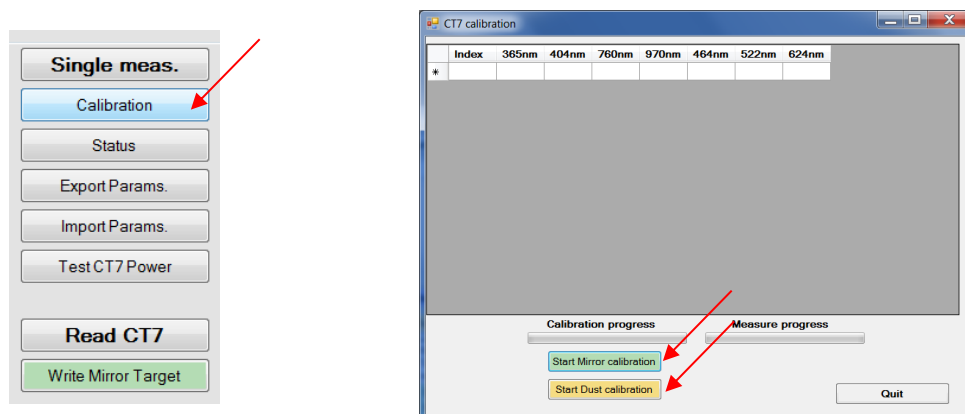 Single meas.
Calibration
Status
Export Params.
Import Params.
Test CT7 Power
Read CT7
Write Mirror Target
CT7 calibration
Index 365nm 404nm 760nm 970nm 464nm 522nm 624nm
*
Calibration progress Measure progress
Start Mirror calibration
Start Dust calibration
Quit